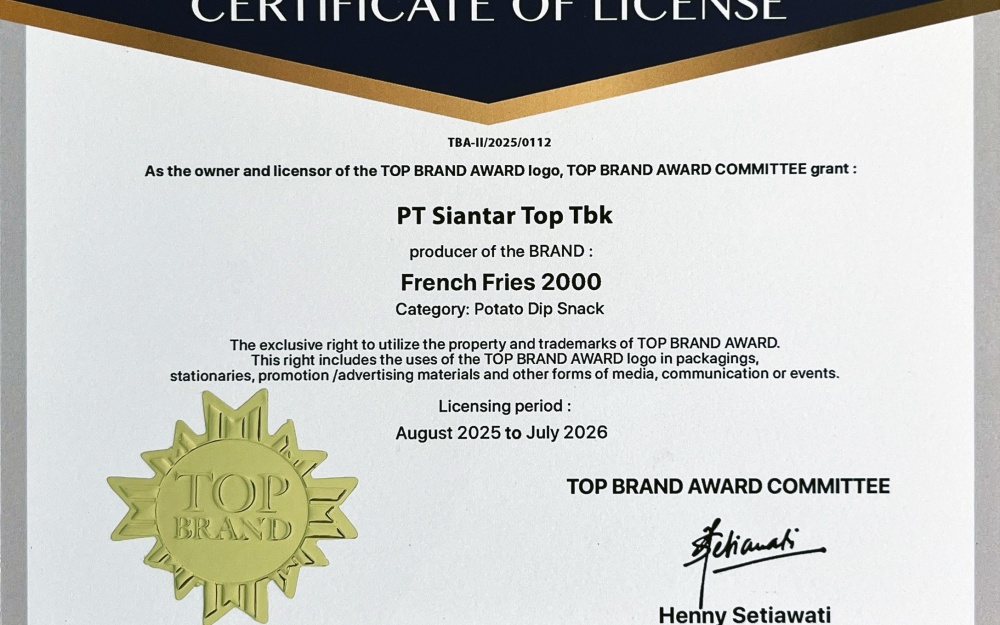 CERTIFICATE OF LICENSE
TBA-II/2025/0112
As the owner and licensor of the TOP BRAND AWARD logo, TOP BRAND AWARD COMMITTEE grant :
PT Siantar Top Tbk
producer of the BRAND :
French Fries 2000
Category: Potato Dip Snack
The exclusive right to utilize the property and trademarks of TOP BRAND AWARD.
This right includes the uses of the TOP BRAND AWARD logo in packagings,
stationaries, promotion /advertising materials and other forms of media, communication or events.
Licensing period :
August 2025 to July 2026
TOP
BRAND
TOP BRAND AWARD COMMITTEE
Setiawati
Henny Setiawati